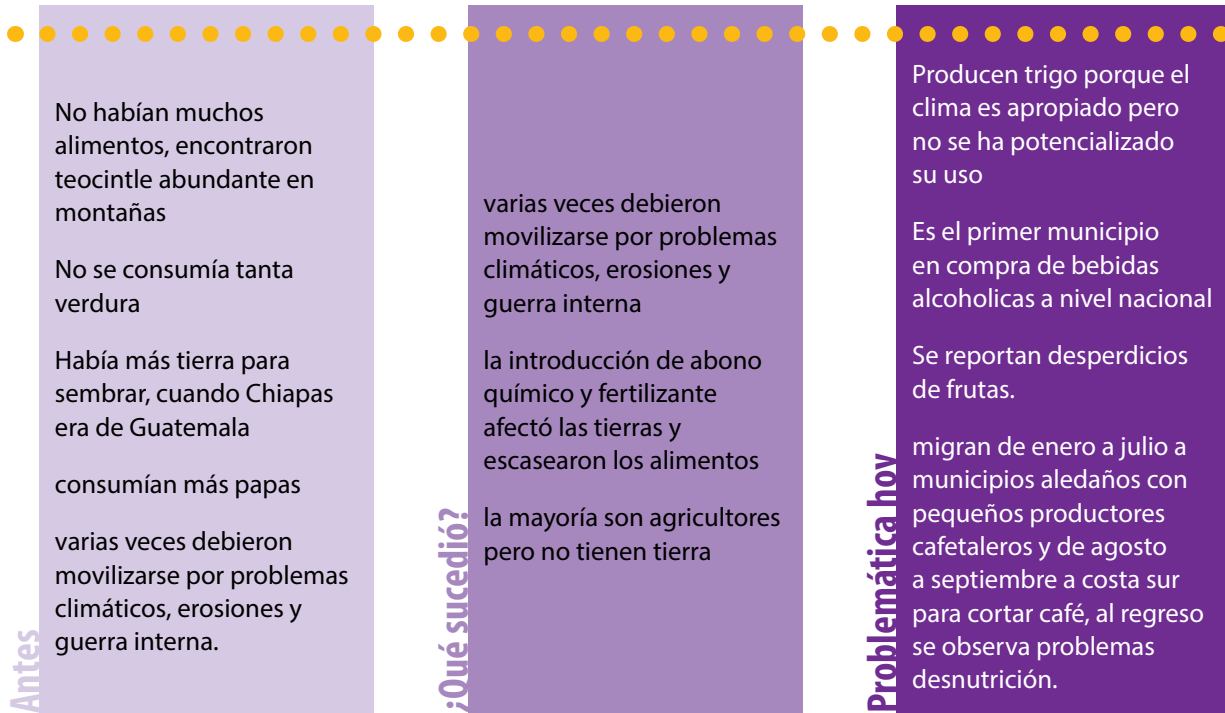 Antes
No habían muchos
alimentos, encontraron
teocintle abundante en
montañas
No se consumía tanta
verdura
Había más tierra para
sembrar, cuando Chiapas
era de Guatemala
consumían más papas
varias veces debieron
movilizarse por problemas
climáticos, erosiones y
guerra interna.
¿Qué sucedió?
varias veces debieron
movilizarse por problemas
climáticos, erosiones y
guerra interna
la introducción de abono
químico y fertilizante
afectó las tierras y
escasearon los alimentos
la mayoría son agricultores
pero no tienen tierra
Problemática hoy
Producen trigo porque el
clima es apropiado pero
no se ha potencializado
su uso
Es el primer municipio
en compra de bebidas
alcoholicas a nivel nacional
Se reportan desperdicios
de frutas.
migran de enero a julio a
municipios aledaños con
pequeños productores
cafetaleros y de agosto
a septiembre a costa sur
para cortar café, al regreso
se observa problemas
desnutrición.